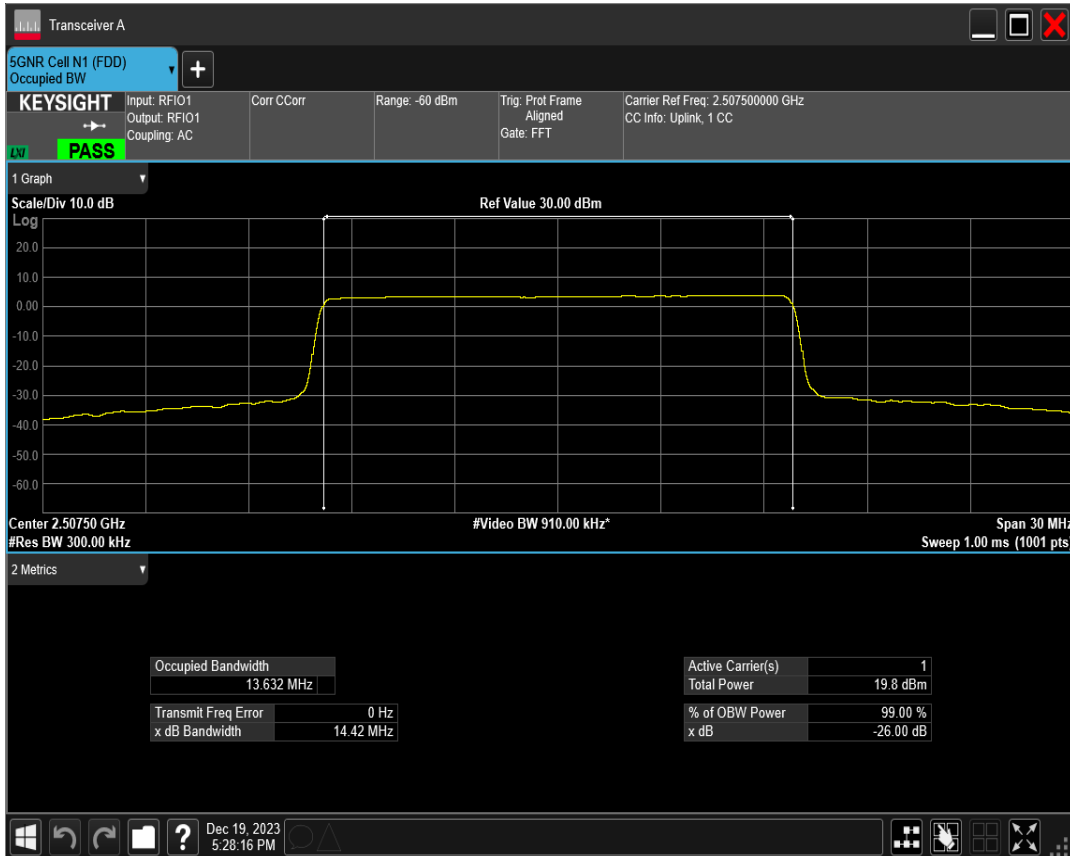 Transceiver A
5GNR Cell N1 (FDD)
Occupied BW
+
KEYSIGHT
LXI
PASS
Input: RFIO1
Output: RFIO1
Coupling: AC
Corr CCorr
Range: -60 dBm
Trig: Prot Frame
Aligned
Gate: FFT
Carrier Ref Freq: 2.507500000 GHz
CC Info: Uplink, 1 CC
1 Graph
Scale/Div 10.0 dB
Ref Value 30.00 dBm
Log
20.0
10.0
0.00
-10.0
-20.0
-30.0
-40.0
-50.0
-60.0
Center 2.50750 GHz
#Video BW 910.00 kHz*
Span 30 MHz
#Res BW 300.00 kHz
Sweep 1.00 ms (1001 pts)
2 Metrics
Occupied Bandwidth
13.632 MHz
Transmit Freq Error 0 Hz
x dB Bandwidth 14.42 MHz
Active Carrier(s) 1
Total Power 19.8 dBm
% of OBW Power 99.00 %
x dB -26.00 dB
?
Dec 19, 2023
5:28:16 PM